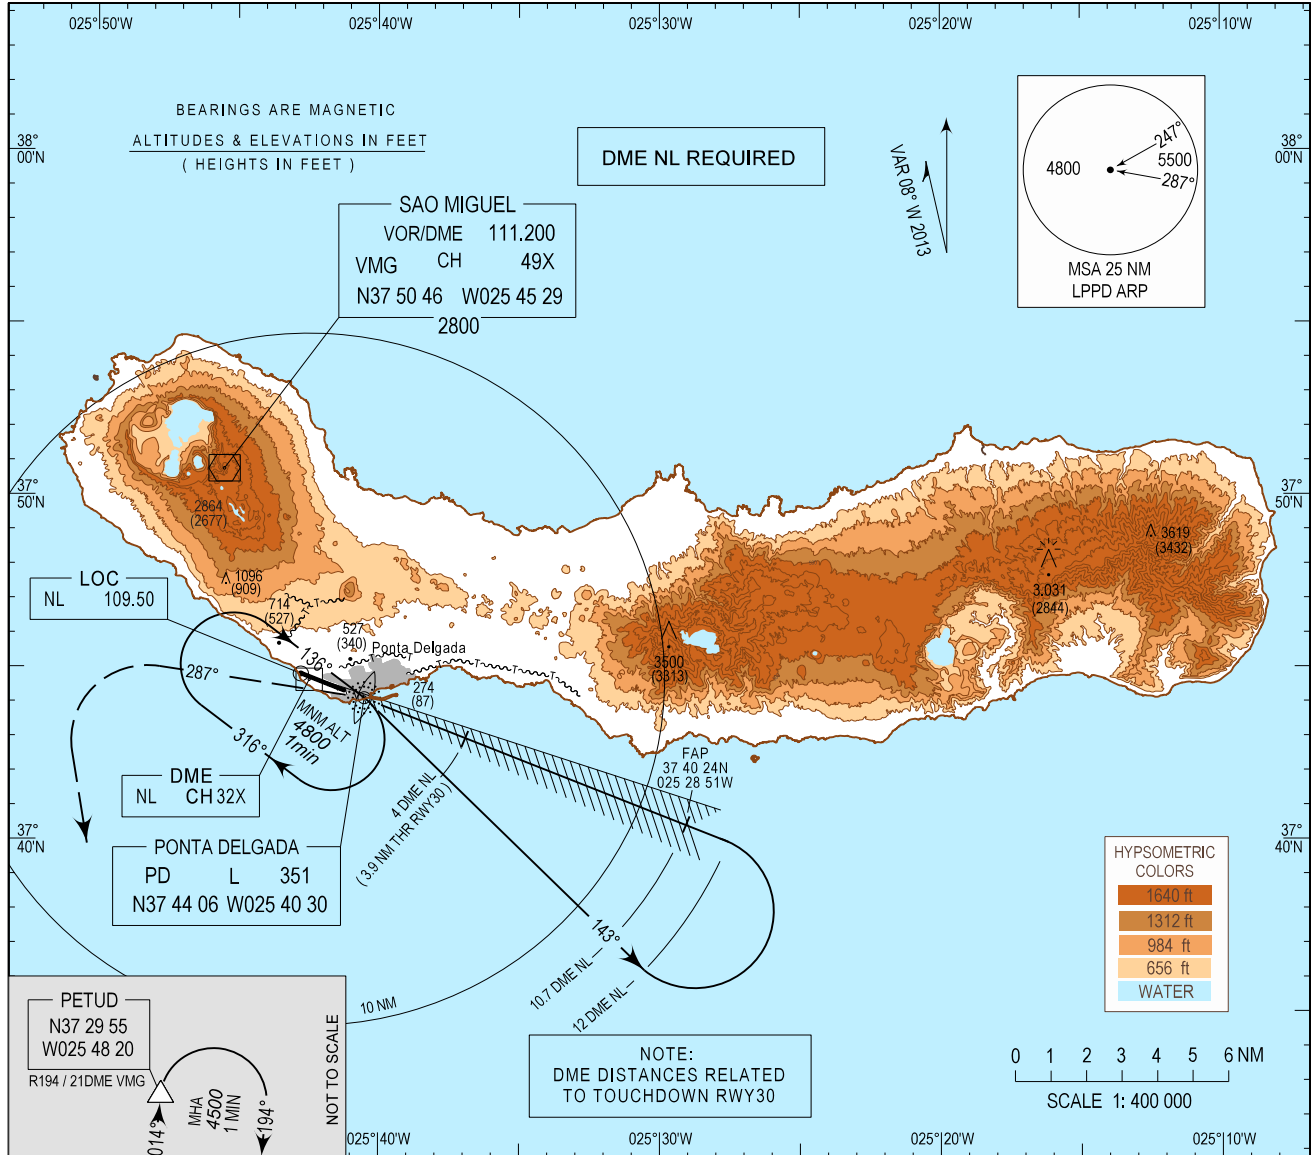 025°50'W
025°40'W
025°30'W
025°20'W
025°10'W
BEARINGS ARE MAGNETIC
ALTITUDES & ELEVATIONS IN FEET
( HEIGHTS IN FEET )
DME NL REQUIRED
VAR 08° W 2013
4800
247°
5500
287°
MSA 25 NM
LPPD ARP
38°
00'N
38°
00'N
SAO MIGUEL
VOR/DME 111.200
VMG CH 49X
N37 50 46 W025 45 29
2800
37°
50'N
37°
50'N
2864
(2677)
1096
(909)
714
(527)
527
(340)
Ponta Delgada
274
(87)
3500
(3313)
3.031
(2844)
3619
(3432)
LOC
NL 109.50
136°
287°
316°
MNM ALT
4800
1min
DME
NL CH 32X
PONTA DELGADA
PD L 351
N37 44 06 W025 40 30
FAP
37 40 24N
025 28 51W
4 DME NL
( 3.9 NM THR RWY30 )
143°
10.7 DME NL
12 DME NL
10 NM
37°
40'N
37°
40'N
HYPSOMETRIC
COLORS
1640 ft
1312 ft
984 ft
656 ft
WATER
PETUD
N37 29 55
W025 48 20
R194 / 21DME VMG
MHA
4500
1 MIN
014°
194°
NOT TO SCALE
NOTE:
DME DISTANCES RELATED
TO TOUCHDOWN RWY30
0 1 2 3 4 5 6 NM
SCALE 1: 400 000
025°40'W
025°30'W
025°20'W
025°10'W